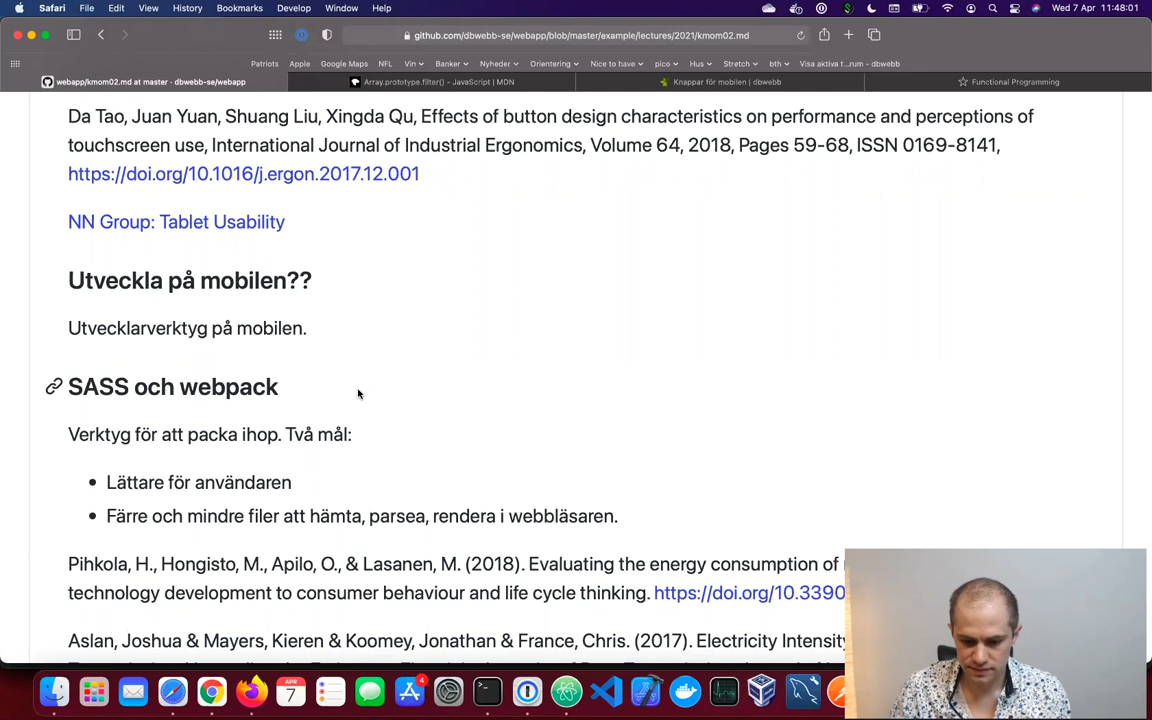 Safari File Edit View History Bookmarks Develop Window Help Wed 7 Apr 11:48:01
github.com/dbwebb-se/webapp/blob/master/example/lectures/2021/kmom02.md
Patriots Apple Google Maps NFL Vin Banker Nyheder Orientering Nice to have pico Hus Stretch bth Visa aktiva t...rum - dbwebb
webapp/kmom02.md at master · dbwebb-se/webapp Array.prototype.filter() - JavaScript | MDN Knappar för mobilen | dbwebb Functional Programming
Da Tao, Juan Yuan, Shuang Liu, Xingda Qu, Effects of button design characteristics on performance and perceptions of
touchscreen use, International Journal of Industrial Ergonomics, Volume 64, 2018, Pages 59-68, ISSN 0169-8141,
https://doi.org/10.1016/j.ergon.2017.12.001
NN Group: Tablet Usability
Utveckla på mobilen??
Utvecklarverktyg på mobilen.
SASS och webpack
Verktyg för att packa ihop. Två mål:
• Lättare för användaren
• Färre och mindre filer att hämta, parsea, rendera i webbläsaren.
Pihkola, H., Hongisto, M., Apilo, O., & Lasanen, M. (2018). Evaluating the energy consumption of
technology development to consumer behaviour and life cycle thinking. https://doi.org/10.3390
Aslan, Joshua & Mayers, Kieren & Koomey, Jonathan & France, Chris. (2017). Electricity Intensity
APR
7
4